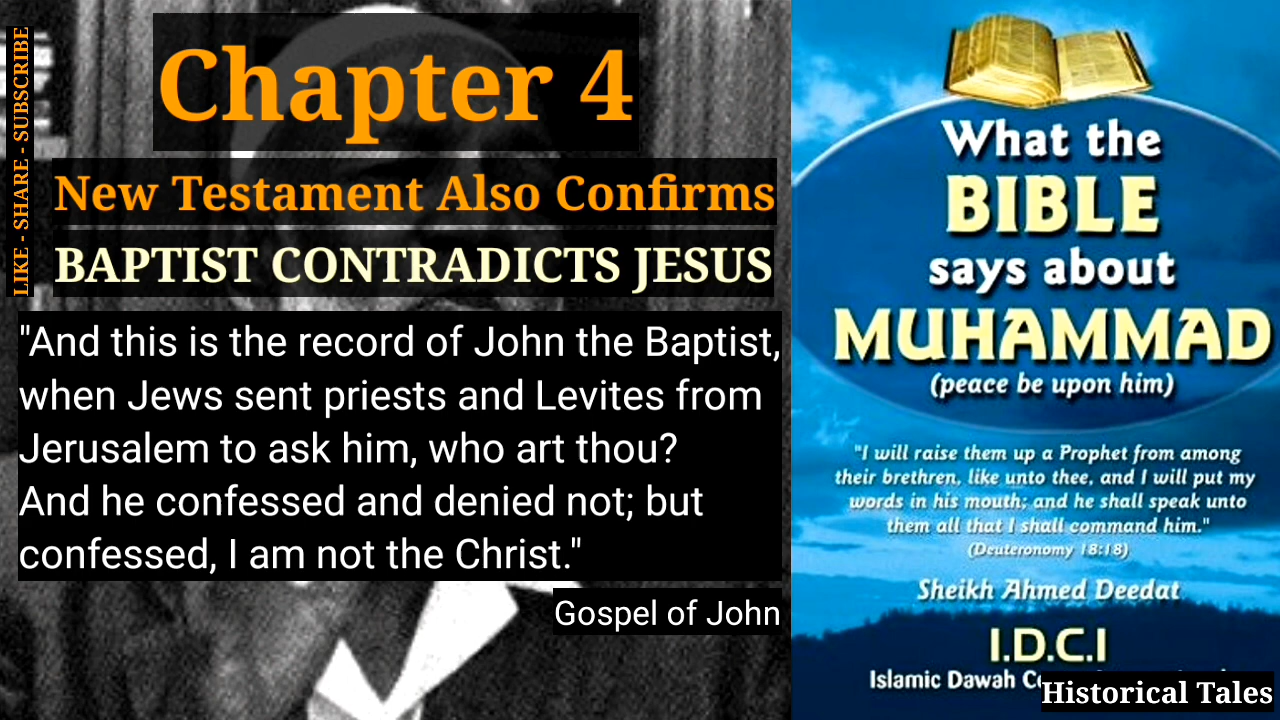 LIKE - SHARE - SUBSCRIBE
Chapter 4
New Testament Also Confirms
BAPTIST CONTRADICTS JESUS
"And this is the record of John the Baptist,
when Jews sent priests and Levites from
Jerusalem to ask him, who art thou?
And he confessed and denied not; but
confessed, I am not the Christ."
Gospel of John
What the
BIBLE
says about
MUHAMMAD
(peace be upon him)
"I will raise them up a Prophet from among
their brethren, like unto thee, and I will put my
words in his mouth; and he shall speak unto
them all that I shall command him."
(Deuteronomy 18:18)
Sheikh Ahmed Deedat
I.D.C.I
Islamic Dawah
Historical Tales